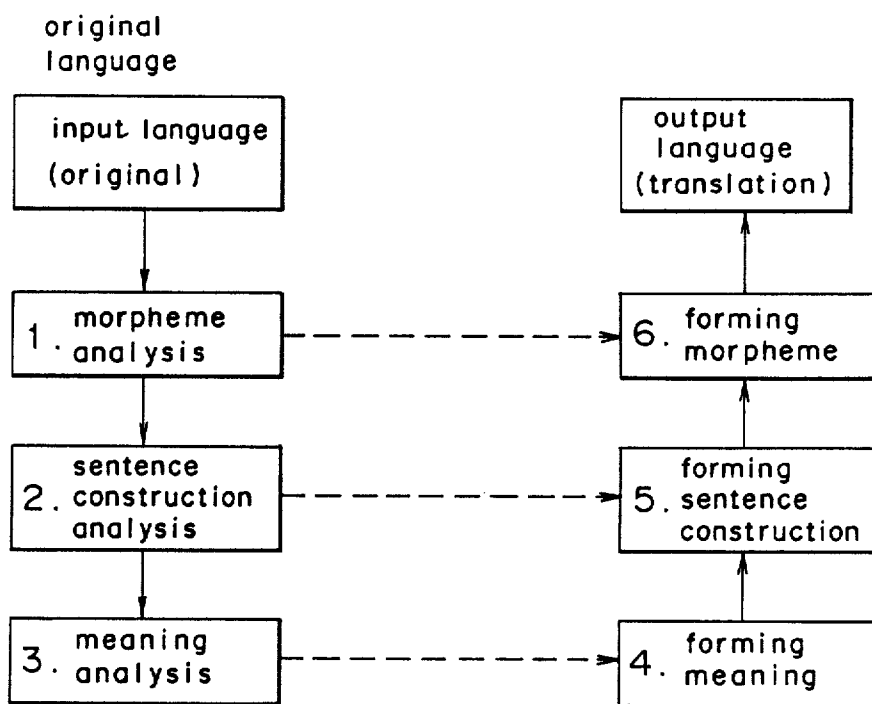 original
language
input language
(original)
output
language
(translation)
1. morpheme
analysis
6. forming
morpheme
2. sentence
construction
analysis
5. forming
sentence
construction
3. meaning
analysis
4. forming
meaning